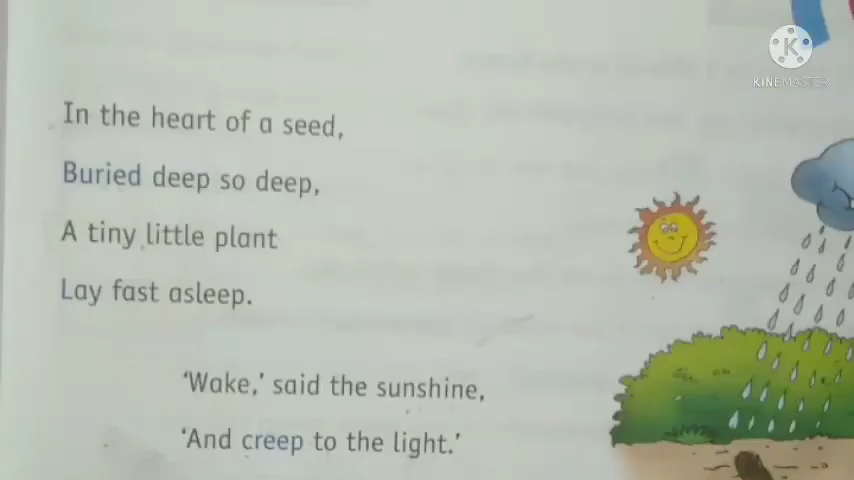 In the heart of a seed,
Buried deep so deep,
A tiny little plant
Lay fast asleep.
‘Wake,’ said the sunshine,
‘And creep to the light.’
KINEMASTER